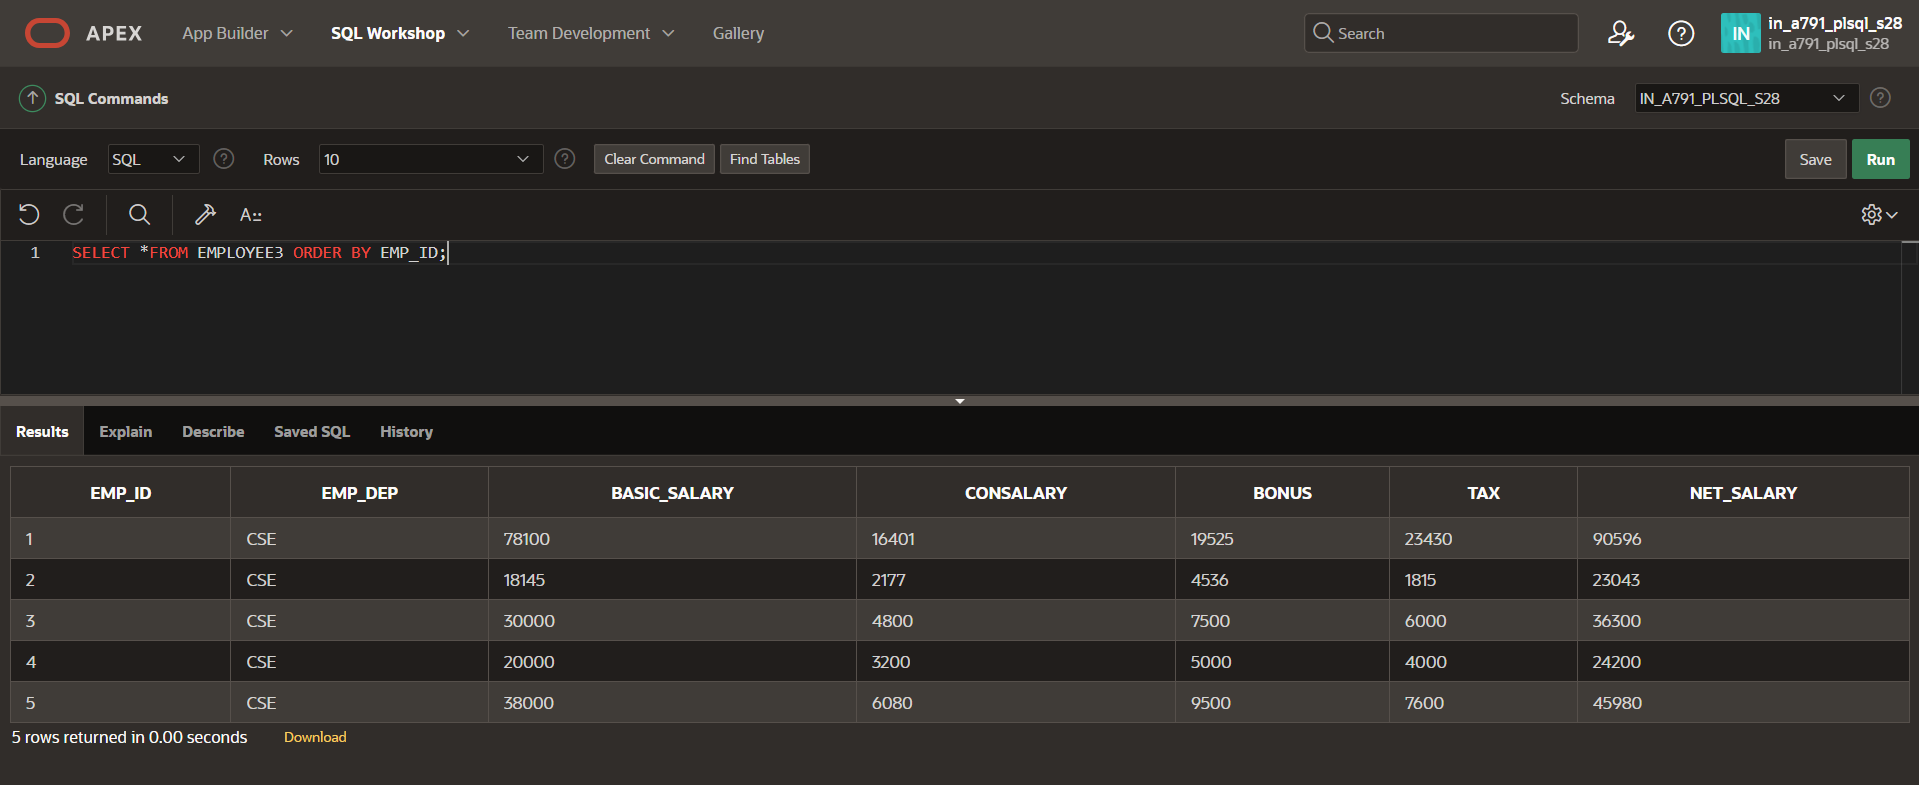 APEX App Builder SQL Workshop Team Development Gallery Search IN in_a791_plsql_s28
in_a791_plsql_s28
SQL Commands Schema IN_A791_PLSQL_S28
Language SQL Rows 10 Clear Command Find Tables Save Run
A::
1 SELECT *FROM EMPLOYEE3 ORDER BY EMP_ID;
Results Explain Describe Saved SQL History
EMP_ID EMP_DEP BASIC_SALARY CONSALARY BONUS TAX NET_SALARY
1 CSE 78100 16401 19525 23430 90596
2 CSE 18145 2177 4536 1815 23043
3 CSE 30000 4800 7500 6000 36300
4 CSE 20000 3200 5000 4000 24200
5 CSE 38000 6080 9500 7600 45980
5 rows returned in 0.00 seconds Download